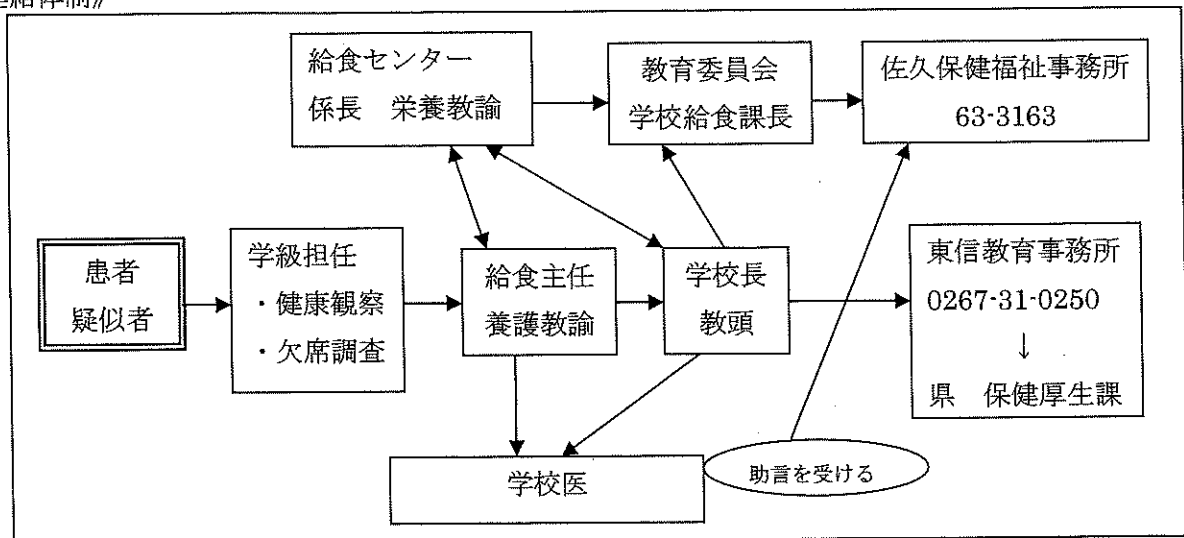 給体制》
給食センター
係長 栄養教諭
教育委員会
学校給食課長
佐久保健福祉事務所
63-3163
患者
疑似者
学級担任
・健康観察
・欠席調査
給食主任
養護教諭
学校長
教頭
東信教育事務所
0267-31-0250
↓
県 保健厚生課
学校医
助言を受ける